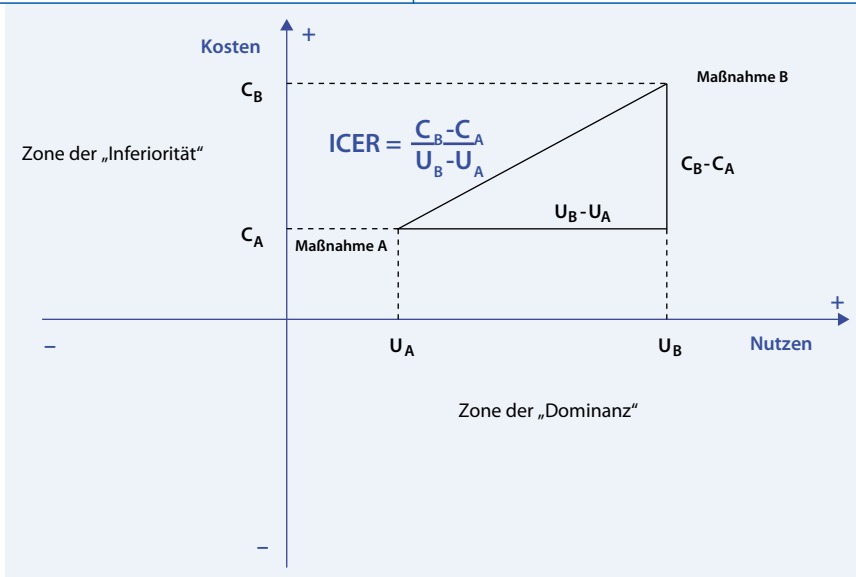 Kosten
+
C_B
Maßnahme B
ICER = C_B-C_A
U_B-U_A
Zone der „Inferiorität“
C_B-C_A
U_B-U_A
C_A
Maßnahme A
+
–
U_A
U_B
Nutzen
Zone der „Dominanz“
–